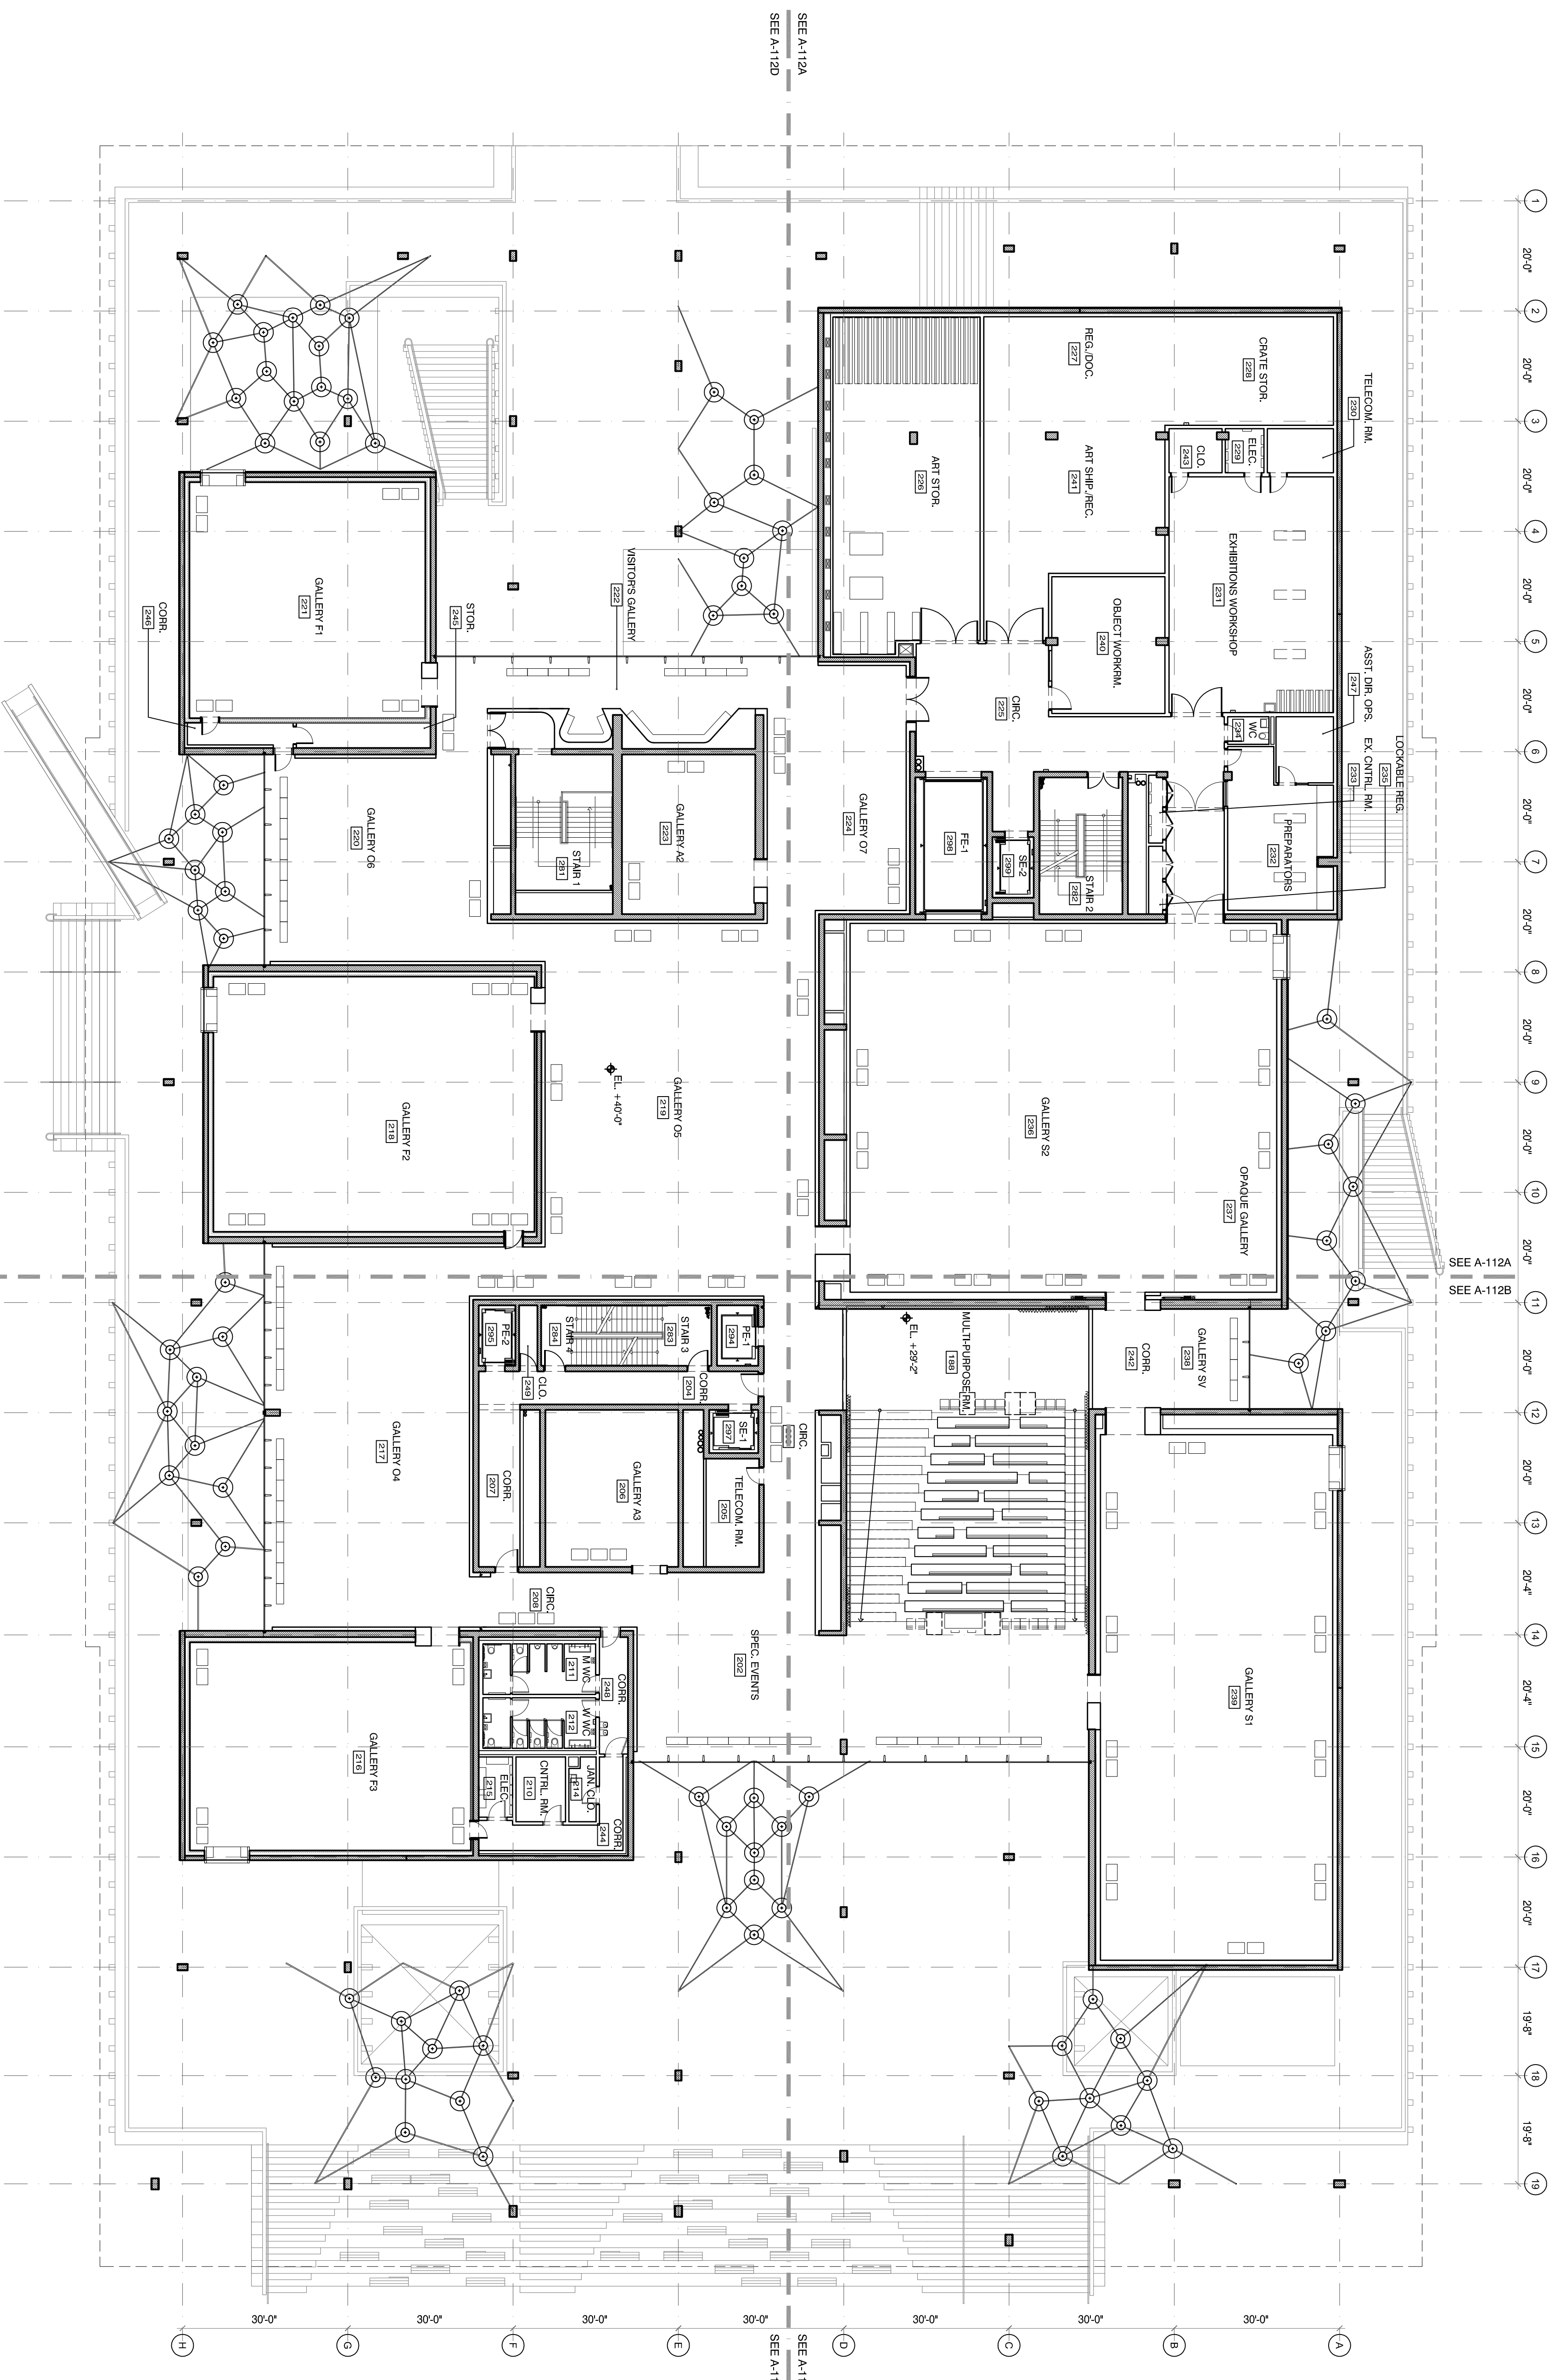 SEE A-112D
SEE A-112A
1
20'-0"
2
20'-0"
3
20'-0"
4
20'-0"
5
20'-0"
6
20'-0"
7
20'-0"
8
20'-0"
9
20'-0"
10
20'-0"
11
20'-0"
12
20'-0"
13
20'-4"
14
20'-4"
15
20'-0"
16
20'-0"
17
19'-8"
18
19'-8"
19
REG./DOC.
227
CRATE STOR.
228
TELECOM. RM.
230
ELEC.
229
CLO.
243
ART STOR.
226
ART SHIP./REC.
241
EXHIBITIONS WORKSHOP
231
OBJECT WORKRM.
240
ASST. DIR. OPS.
247
LOCKABLE REG.
235
EX. CNTRL. RM.
233
WC
234
PREPARATORS
232
CIRC.
225
GALLERY F1
221
VISITOR'S GALLERY
222
STOR.
245
CORR.
246
GALLERY O6
220
STAIR 1
281
GALLERY A2
223
GALLERY O7
224
FE-1
298
SE-2
299
STAIR 2
282
GALLERY F2
218
EL. +40'-0"
GALLERY O5
219
GALLERY S2
236
OPAQUE GALLERY
237
SEE A-112A
SEE A-112B
PE-2
295
STAIR 4
284
STAIR 3
283
PE-1
294
CLO.
249
CORR.
204
SE-1
297
CIRC.
EL. +29'-2"
MULTI-PURPOSE RM.
188
CORR.
242
GALLERY SV
238
GALLERY O4
217
CORR.
207
GALLERY A3
206
TELECOM. RM.
205
CIRC.
208
SPEC. EVENTS
202
GALLERY S1
239
M WC
211
CORR.
248
W WC
212
GALLERY F3
216
ELEC.
215
CNTRL. RM.
210
JAN. CLO.
214
CORR.
244
30'-0"
30'-0"
30'-0"
30'-0"
30'-0"
30'-0"
30'-0"
H
G
F
E
D
C
B
A
SEE A-11
SEE A-11